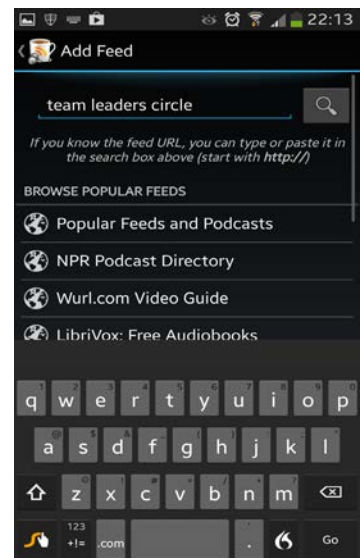 22:13
Add Feed
team leaders circle
If you know the feed URL, you can type or paste it in
the search box above (start with http://)
BROWSE POPULAR FEEDS
Popular Feeds and Podcasts
NPR Podcast Directory
Wurl.com Video Guide
LibriVox: Free Audiobooks
q w e r t y u i o p
a s d f g h j k l
z x c v b n m
123
+!= .com . Go